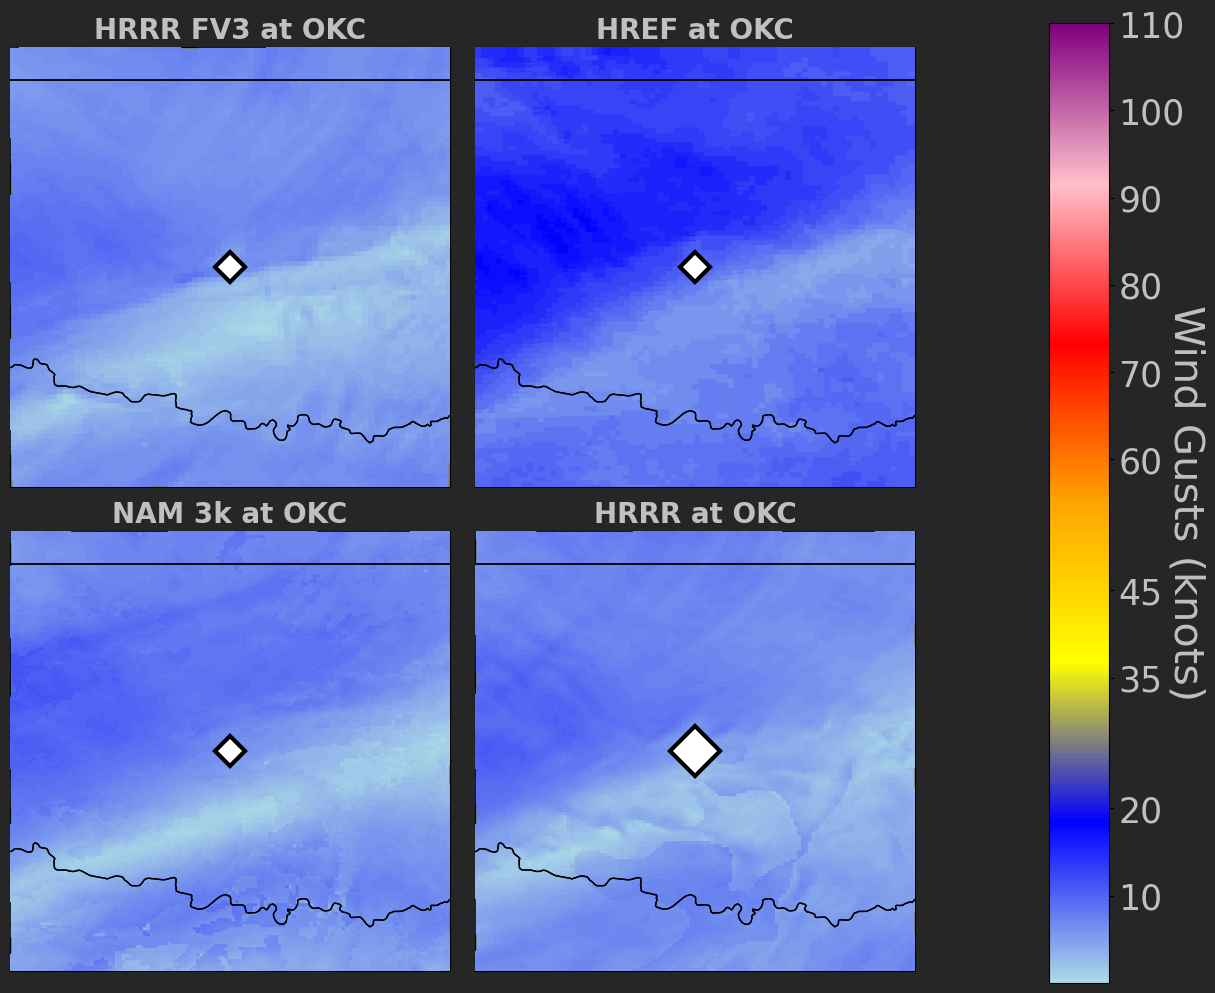 HRRR FV3 at OKC
HREF at OKC
NAM 3k at OKC
HRRR at OKC
110
100
90
80
70
60
45
35
20
10
Wind Gusts (knots)